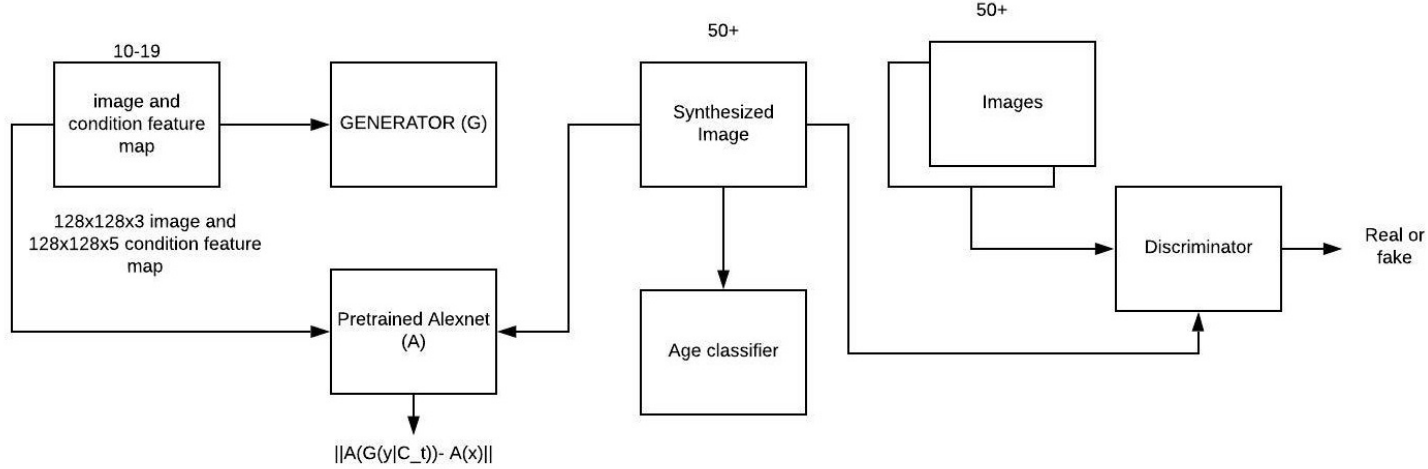 10-19
image and
condition feature
map
GENERATOR (G)
50+
Synthesized
Image
50+
Images
128x128x3 image and
128x128x5 condition feature
map
Pretrained Alexnet
(A)
||A(G(y|C_t))- A(x)||
Age classifier
Discriminator
Real or
fake